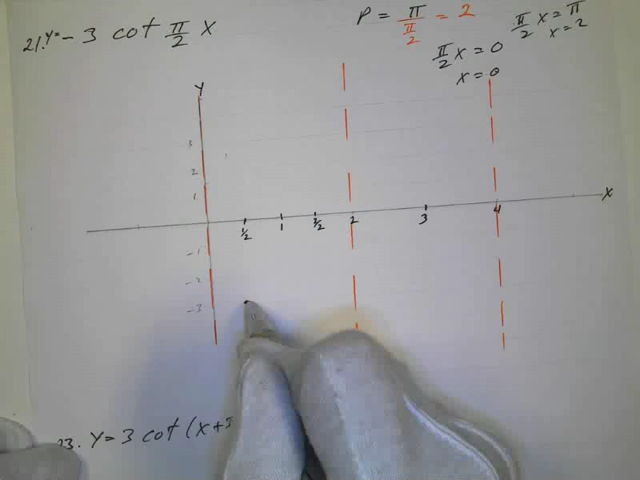 21. y = -3 cot π/2 x
P = π / π/2 = 2
π/2 x = π
x = 2
π/2 x = 0
x = 0
Y
3
2
1
X
1/2 1 3/2 2 3 4
-1
-2
-3
23. Y = 3 cot (x +